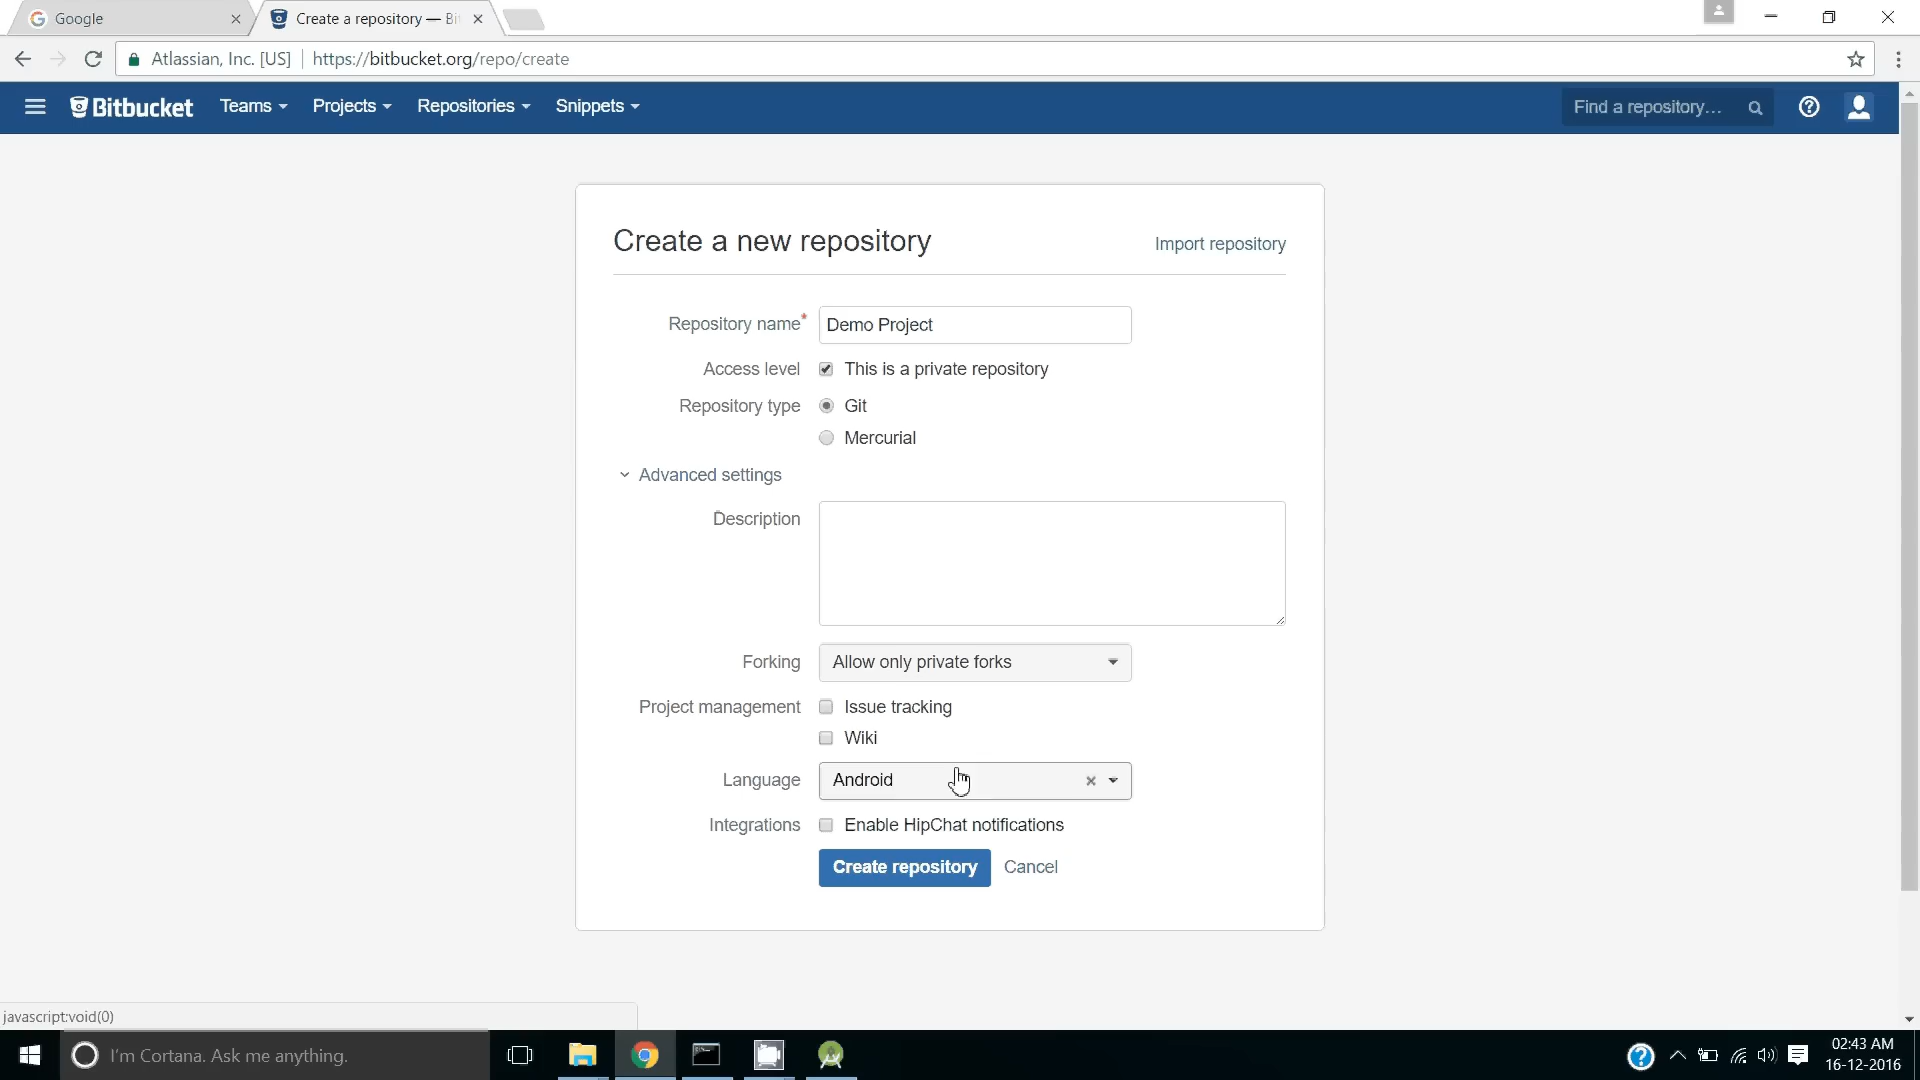 Google
Create a repository — Bi
Atlassian, Inc. [US] https://bitbucket.org/repo/create
Bitbucket Teams Projects Repositories Snippets Find a repository...
Create a new repository Import repository
Repository name* Demo Project
Access level This is a private repository
Repository type Git
Mercurial
Advanced settings
Description
Forking Allow only private forks
Project management Issue tracking
Wiki
Language Android
Integrations Enable HipChat notifications
Create repository Cancel
javascript:void(0)
I'm Cortana. Ask me anything.
02:43 AM
16-12-2016